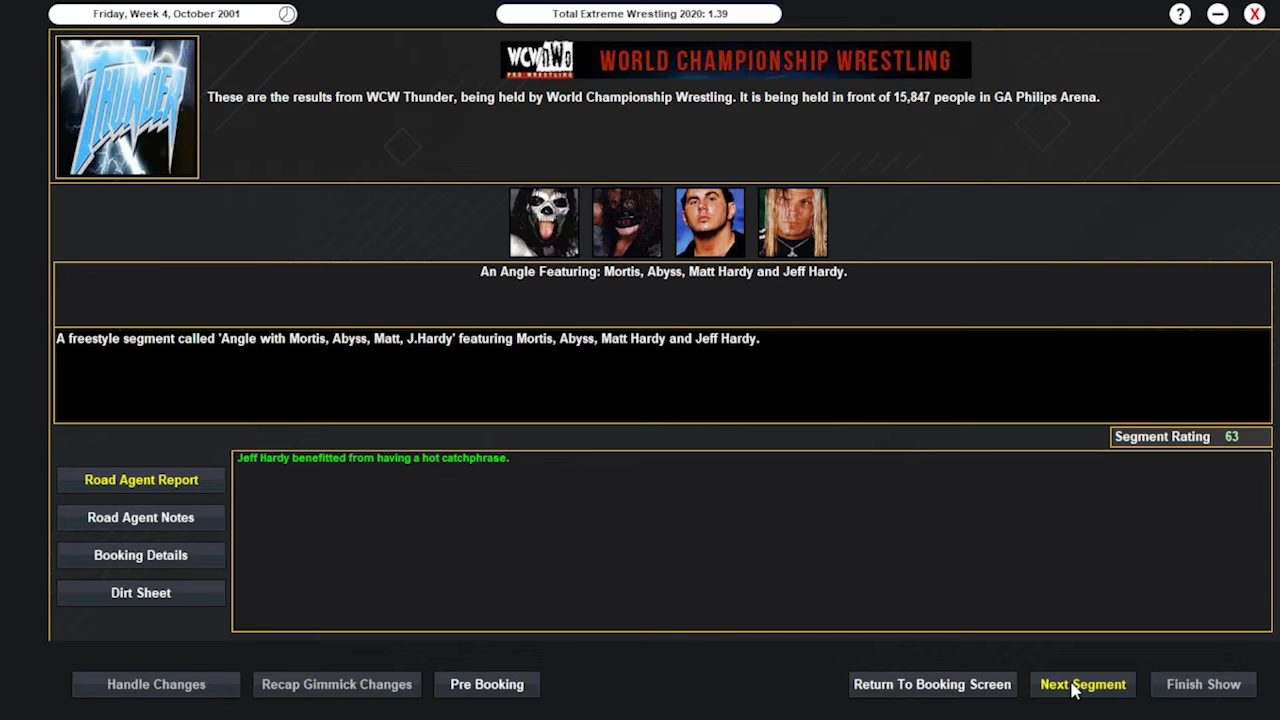 Friday, Week 4, October 2001
Total Extreme Wrestling 2020: 1.39
? X
THUNDER
WCW nWo
PRO WRESTLING
WORLD CHAMPIONSHIP WRESTLING
These are the results from WCW Thunder, being held by World Championship Wrestling. It is being held in front of 15,847 people in GA Philips Arena.
An Angle Featuring: Mortis, Abyss, Matt Hardy and Jeff Hardy.
A freestyle segment called 'Angle with Mortis, Abyss, Matt, J.Hardy' featuring Mortis, Abyss, Matt Hardy and Jeff Hardy.
Segment Rating 63
Jeff Hardy benefitted from having a hot catchphrase.
Road Agent Report
Road Agent Notes
Booking Details
Dirt Sheet
Handle Changes
Recap Gimmick Changes
Pre Booking
Return To Booking Screen
Next Segment
Finish Show